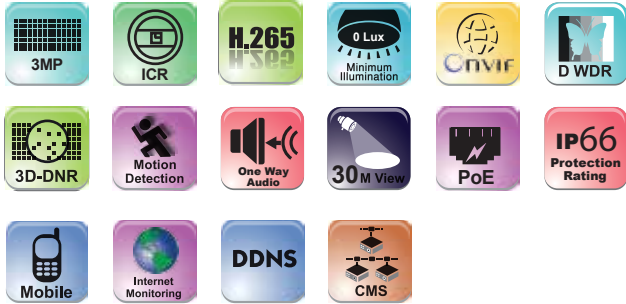 3MP
ICR
H.265
0 Lux
Minimum
Illumination
ONVIF
D WDR
3D-DNR
Motion
Detection
One Way
Audio
30M View
PoE
IP66
Protection
Rating
Mobile
Internet
Monitoring
DDNS
CMS